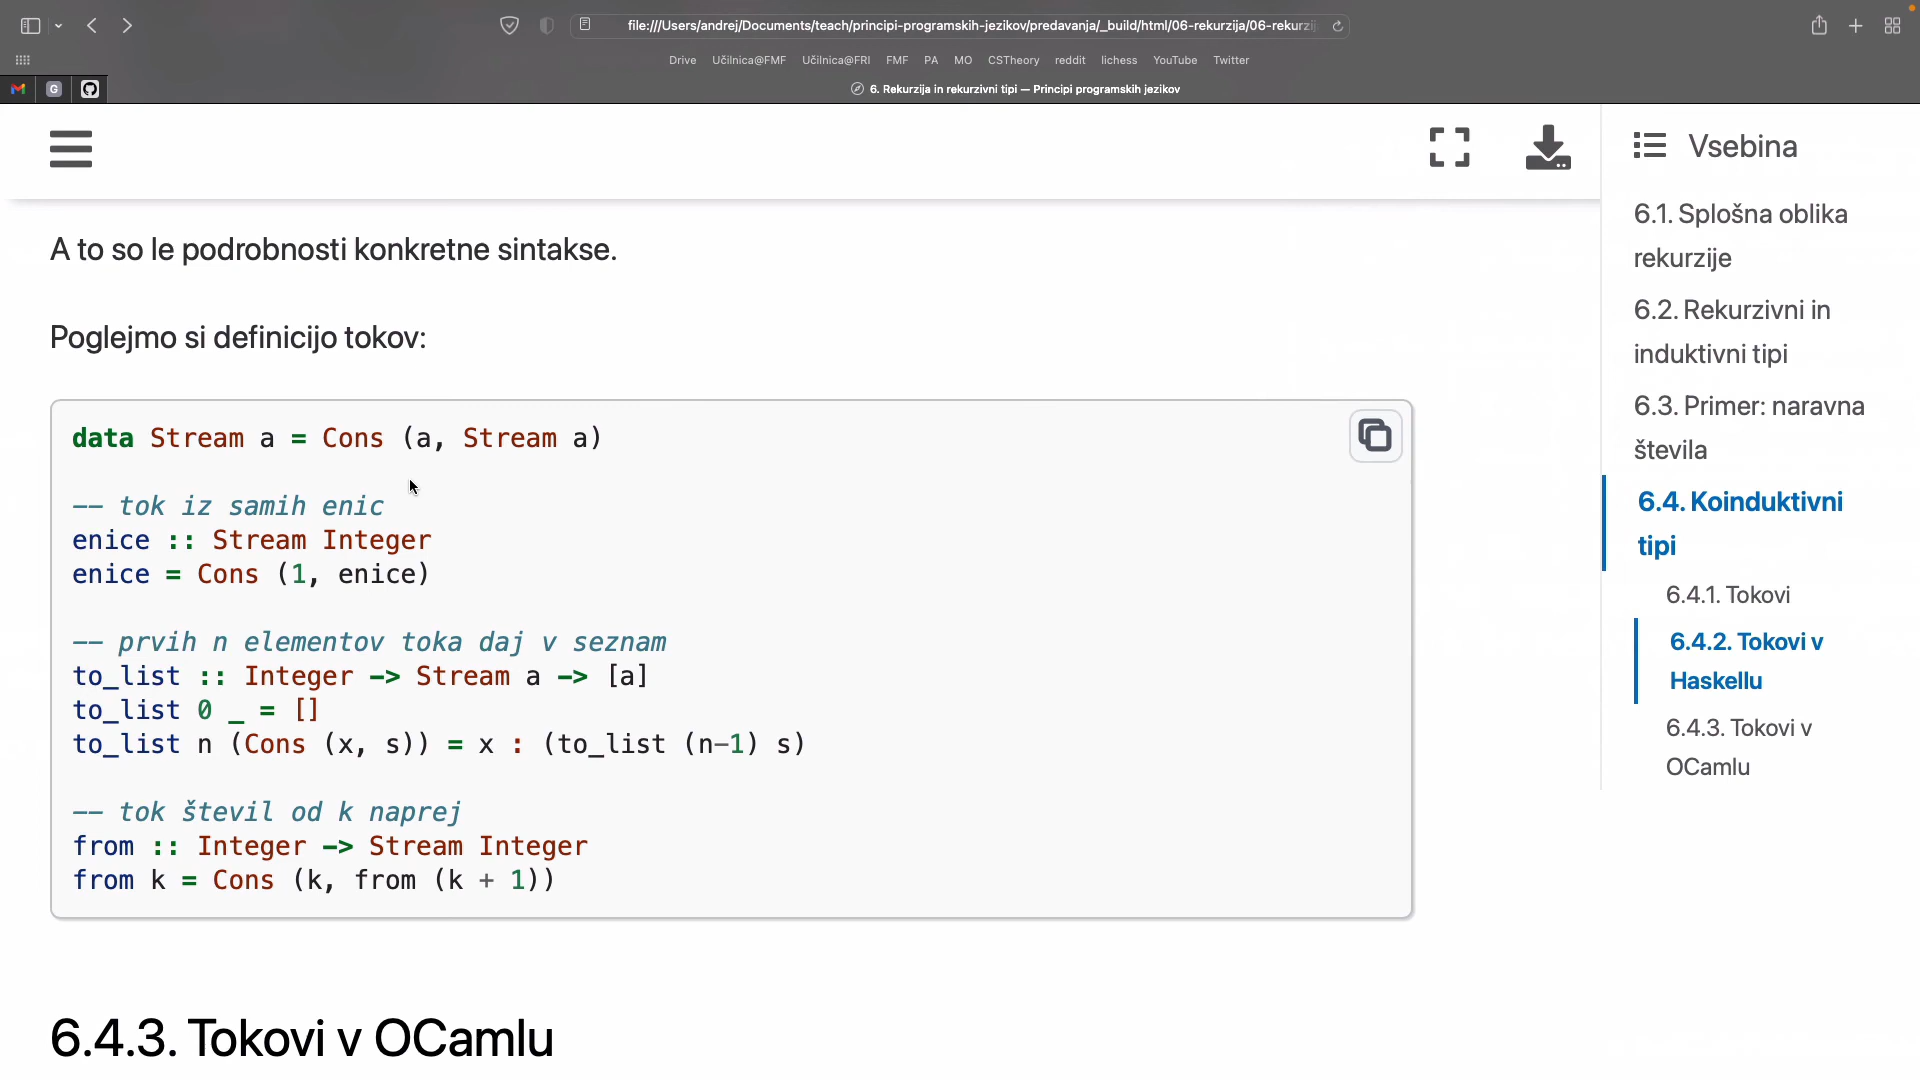 file:///Users/andrej/Documents/teach/principi-programskih-jezikov/predavanja/_build/html/06-rekurzija/06-rekurzij
Drive Učilnica@FMF Učilnica@FRI FMF PA MO CSTheory reddit lichess YouTube Twitter
G
6. Rekurzija in rekurzivni tipi — Principi programskih jezikov
A to so le podrobnosti konkretne sintakse.
Poglejmo si definicijo tokov:
data Stream a = Cons (a, Stream a)
-- tok iz samih enic
enice :: Stream Integer
enice = Cons (1, enice)
-- prvih n elementov toka daj v seznam
to_list :: Integer -> Stream a -> [a]
to_list 0 _ = []
to_list n (Cons (x, s)) = x : (to_list (n-1) s)
-- tok števil od k naprej
from :: Integer -> Stream Integer
from k = Cons (k, from (k + 1))
6.4.3. Tokovi v OCamlu
Vsebina
6.1. Splošna oblika
rekurzije
6.2. Rekurzivni in
induktivni tipi
6.3. Primer: naravna
števila
6.4. Koinduktivni
tipi
6.4.1. Tokovi
6.4.2. Tokovi v
Haskellu
6.4.3. Tokovi v
OCamlu